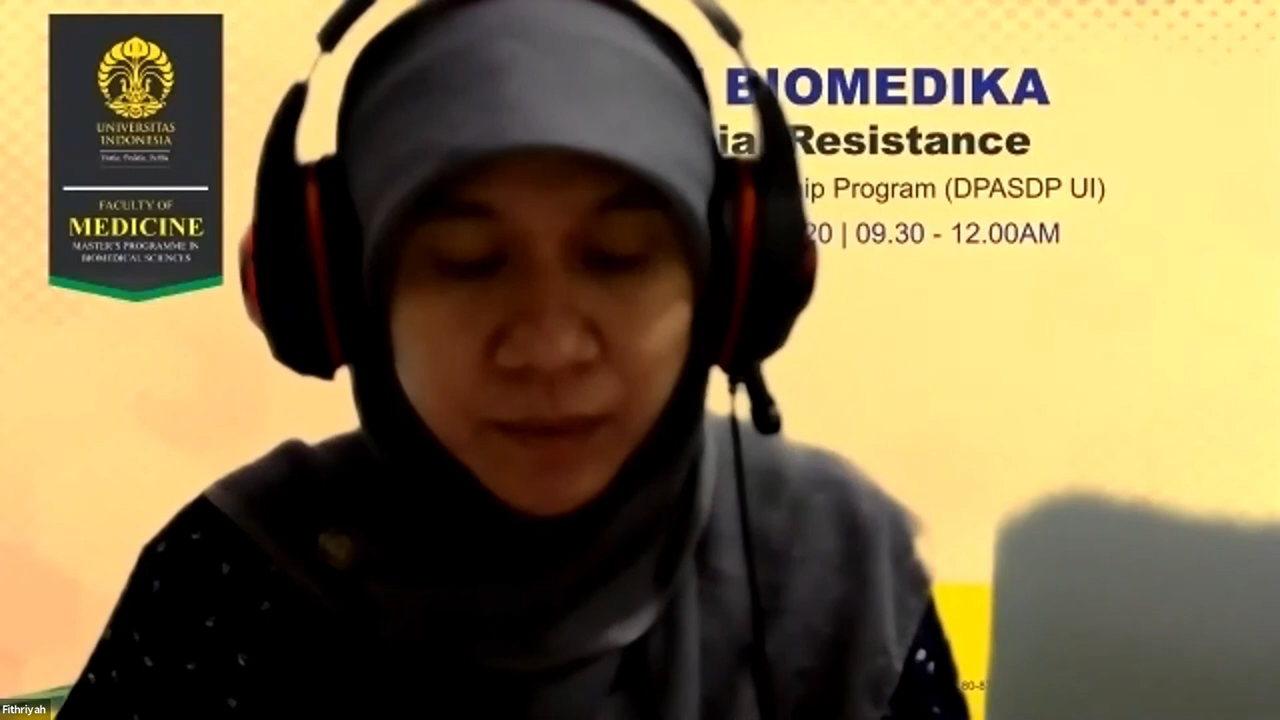 UNIVERSITAS
INDONESIA
FACULTY OF
MEDICINE
MASTER'S PROGRAMME IN
BIOMEDICAL SCIENCES
BIOMEDIKA
Resistance
Program (DPASDP UI)
20 | 09.30 - 12.00AM
Fithriyah